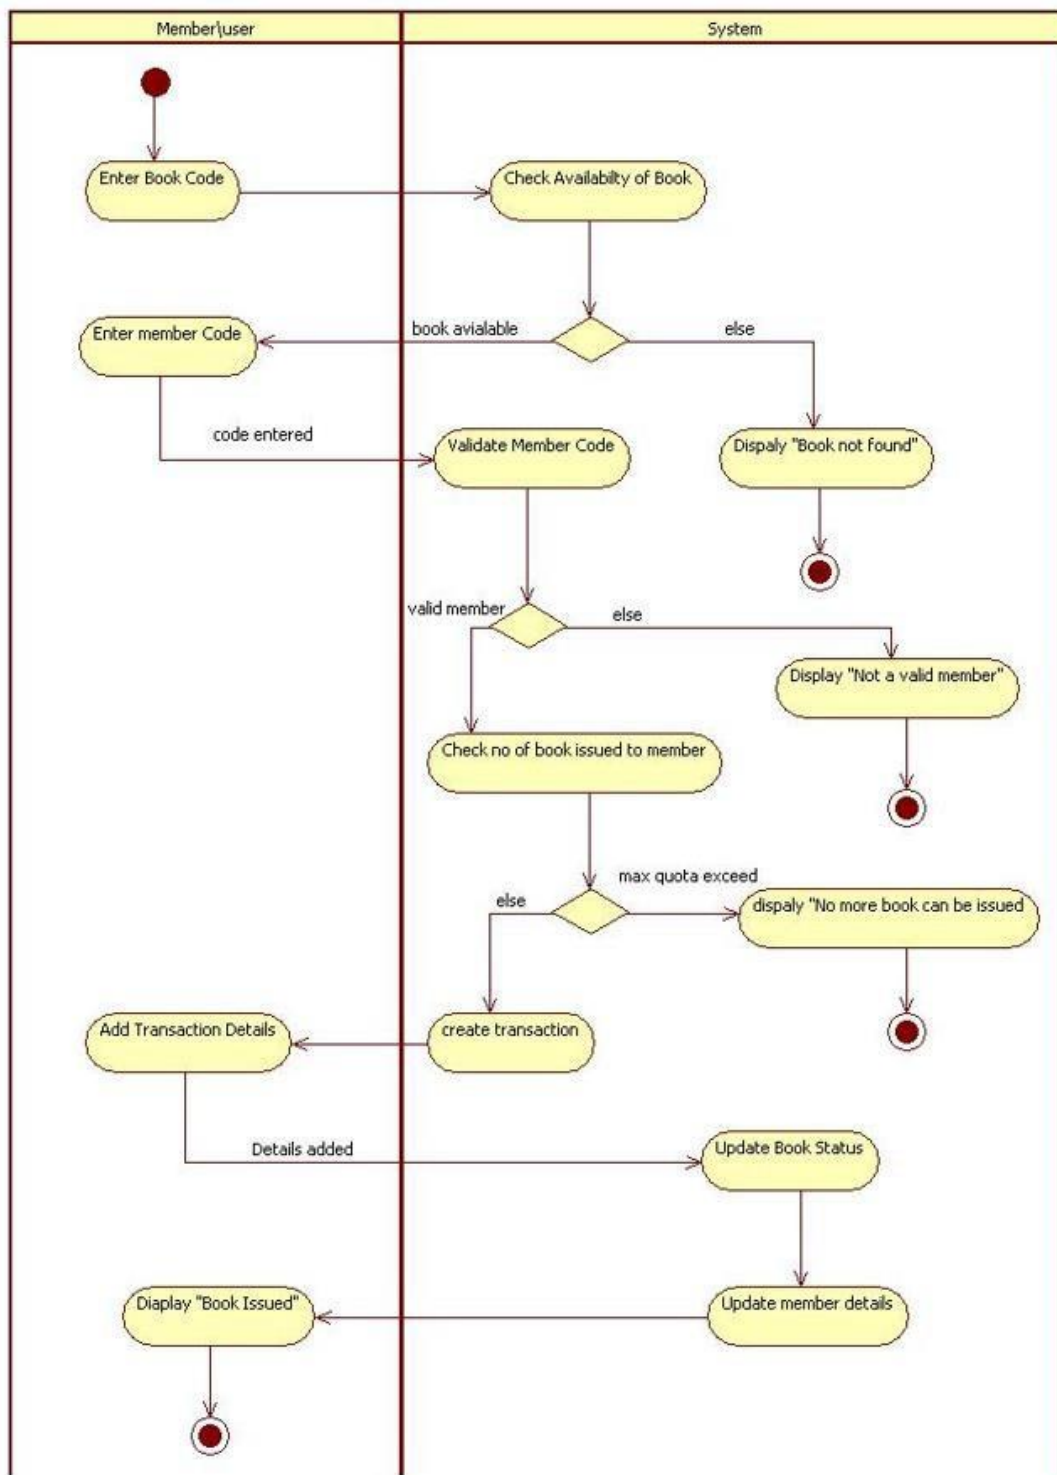 Member\user
System
Enter Book Code
Check Availabilty of Book
Enter member Code
book avialable
else
code entered
Validate Member Code
Dispaly "Book not found"
valid member
else
Display "Not a valid member"
Check no of book issued to member
max quota exceed
else
dispaly "No more book can be issued
Add Transaction Details
create transaction
Details added
Update Book Status
Diaplay "Book Issued"
Update member details